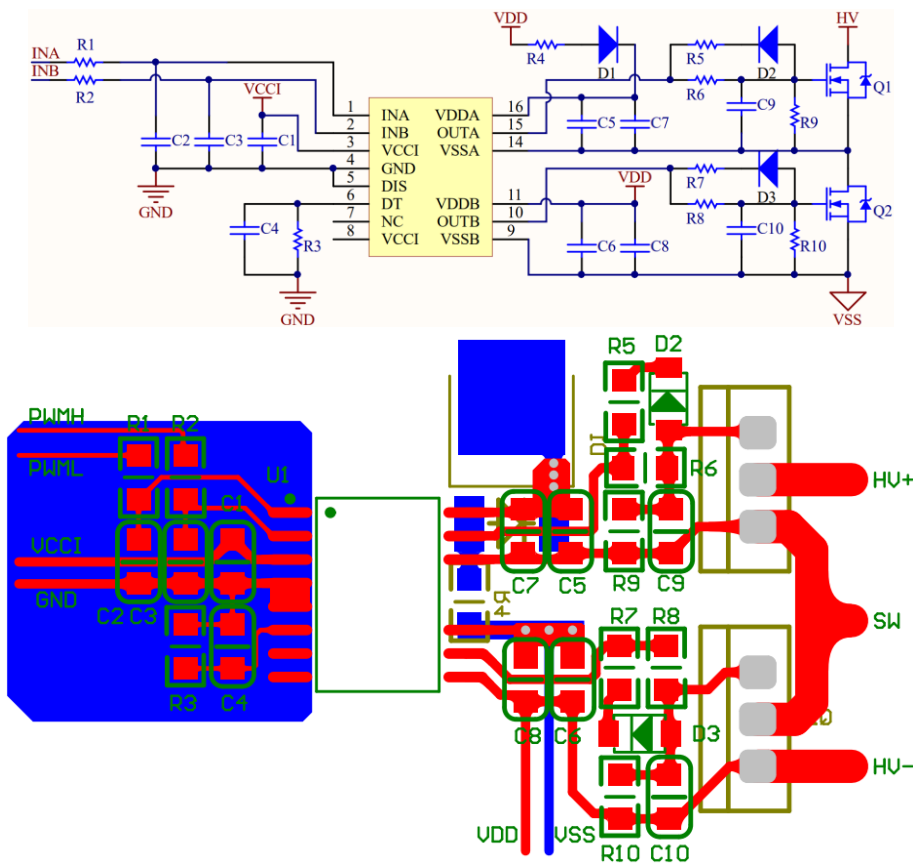 VDD
HV
INA
R1
INB
R2
VCCI
R4
D1
R5
D2
R6
Q1
C2
C3
C1
C5
C7
C9
R9
1
INA
VDDA
16
2
INB
OUTA
15
3
VCCI
VSSA
14
4
GND
5
DIS
6
DT
VDDB
11
7
NC
OUTB
10
8
VCCI
VSSB
9
GND
VDD
R7
D3
R8
Q2
C4
R3
C6
C8
C10
R10
GND
VSS
R5
D2
PWMH
R1
R2
PWML
D1
R6
U1
HV+
C1
VCCI
GND
C2
C3
C7
C5
R9
C9
R4
R7
R8
SW
R3
C4
C8
C6
D3
HV-
VDD
VSS
R10
C10